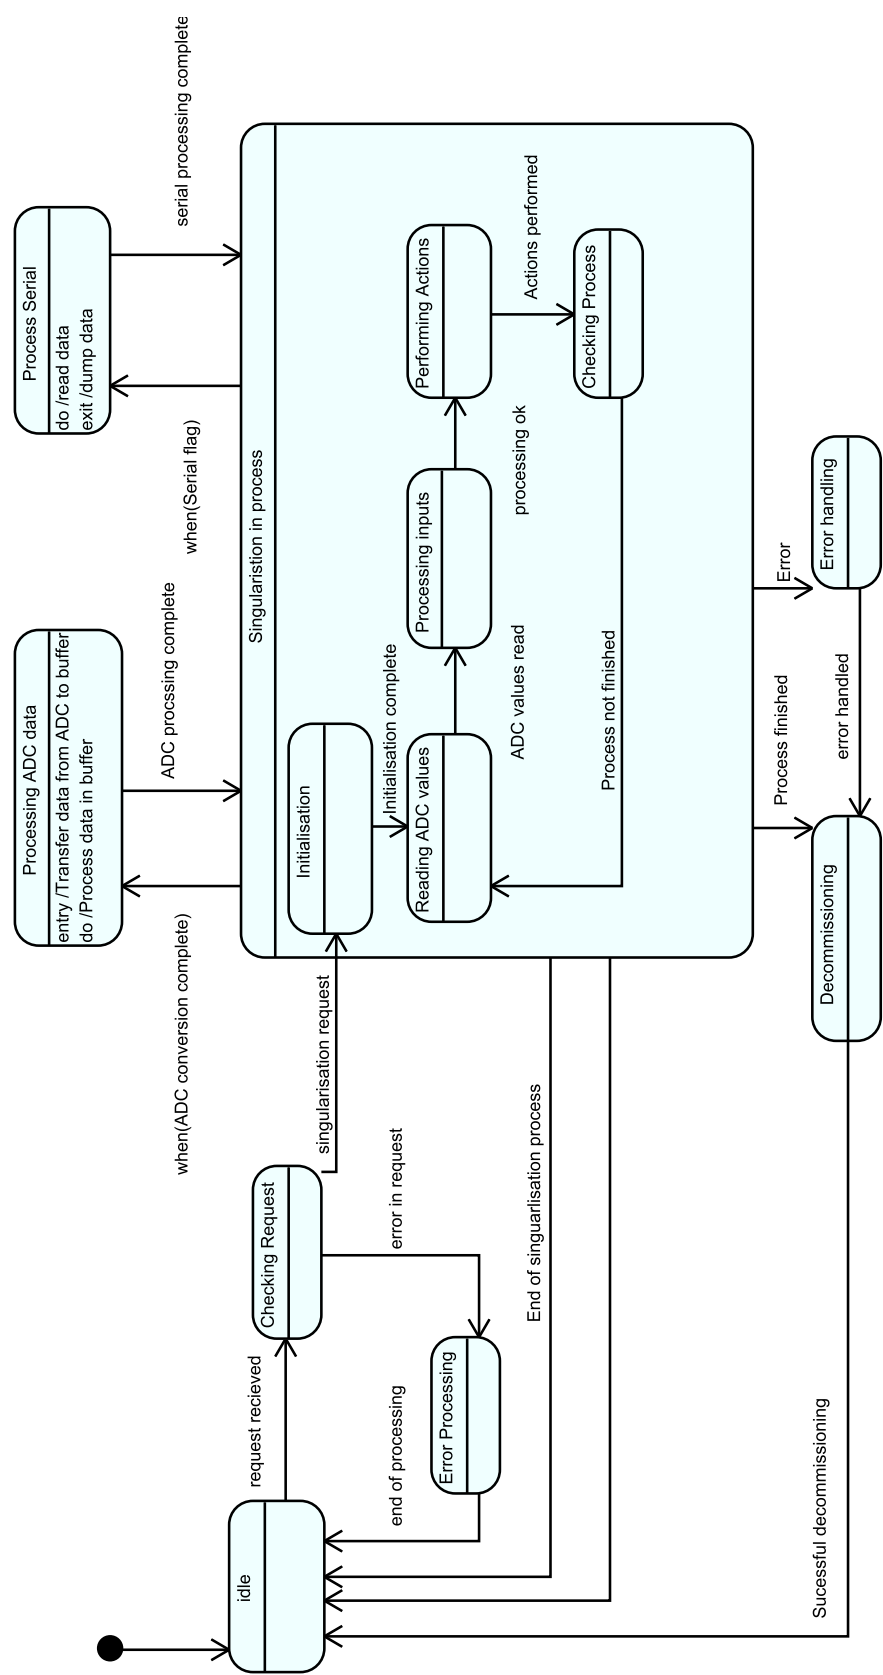 serial processing complete
Process Serial
do /read data
exit /dump data
when(Serial flag)
ADC procssing complete
Processing ADC data
entry /Transfer data from ADC to buffer
do /Process data in buffer
when(ADC conversion complete)
Singularistion in process
Initialisation
Initialisation complete
Reading ADC values
ADC values read
Processing inputs
processing ok
Performing Actions
Actions performed
Checking Process
Process not finished
singularisation request
Checking Request
request recieved
error in request
Error Processing
end of processing
idle
End of singuarlisation process
Error
Error handling
error handled
Process finished
Decommissioning
Sucessful decommissioning